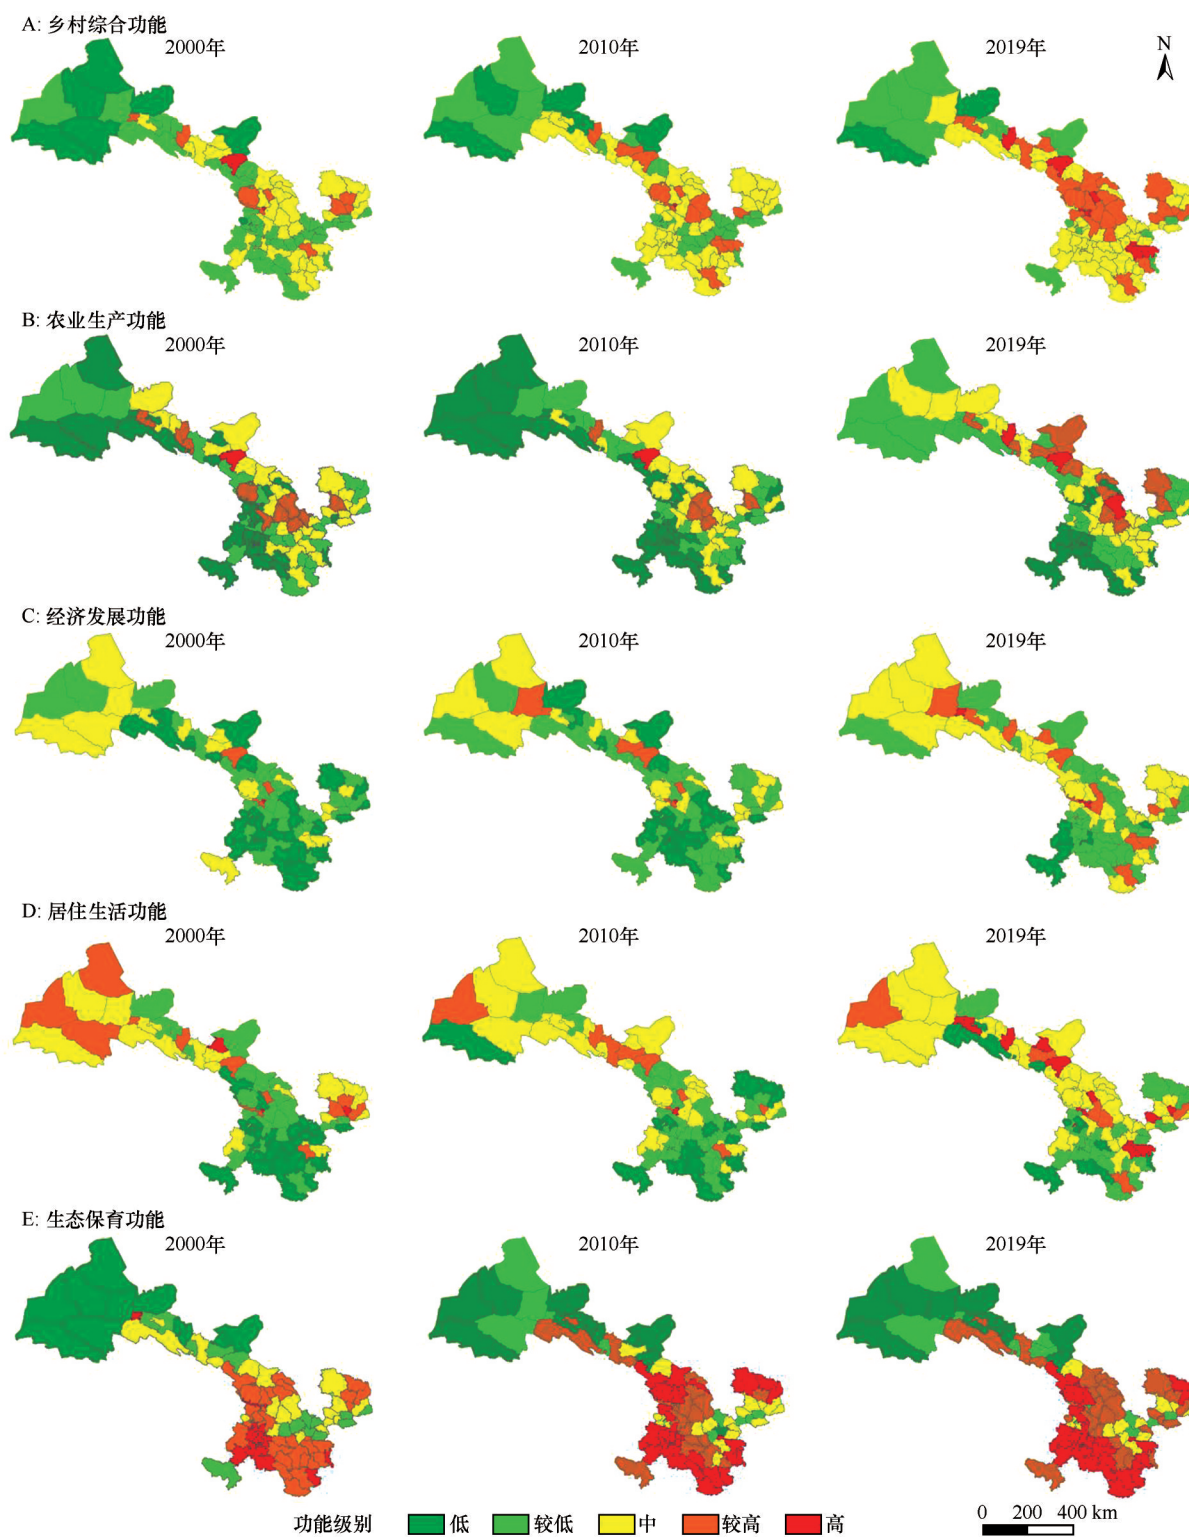 A: 乡村综合功能
2000年 2010年 2019年 N
B: 农业生产功能
2000年 2010年 2019年
C: 经济发展功能
2000年 2010年 2019年
D: 居住生活功能
2000年 2010年 2019年
E: 生态保育功能
2000年 2010年 2019年
功能级别 低 较低 中 较高 高 0 200 400 km